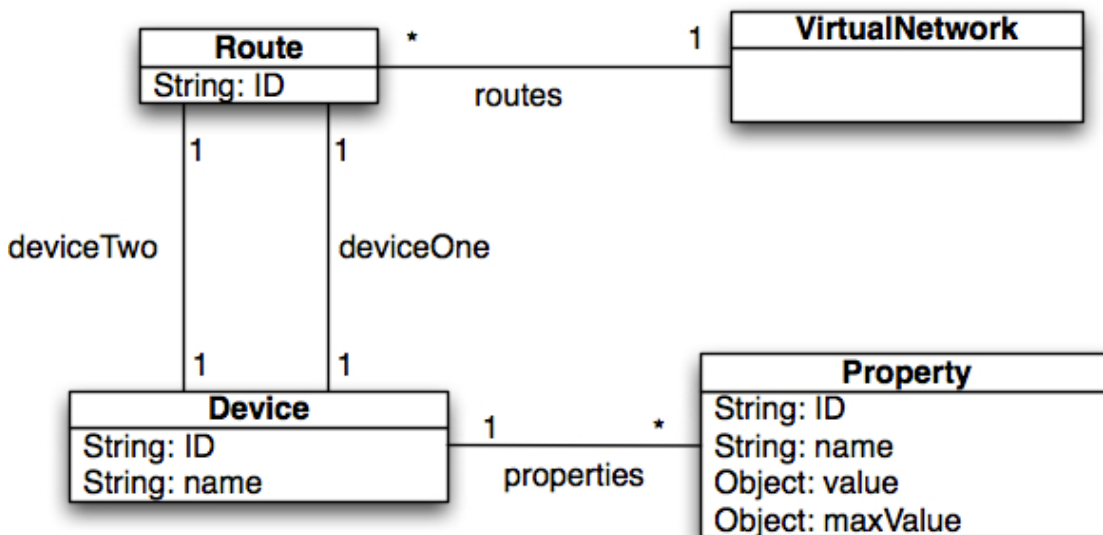 Route
String: ID
*
1
routes
VirtualNetwork
1
1
deviceTwo
deviceOne
1
1
Device
String: ID
String: name
1
*
properties
Property
String: ID
String: name
Object: value
Object: maxValue